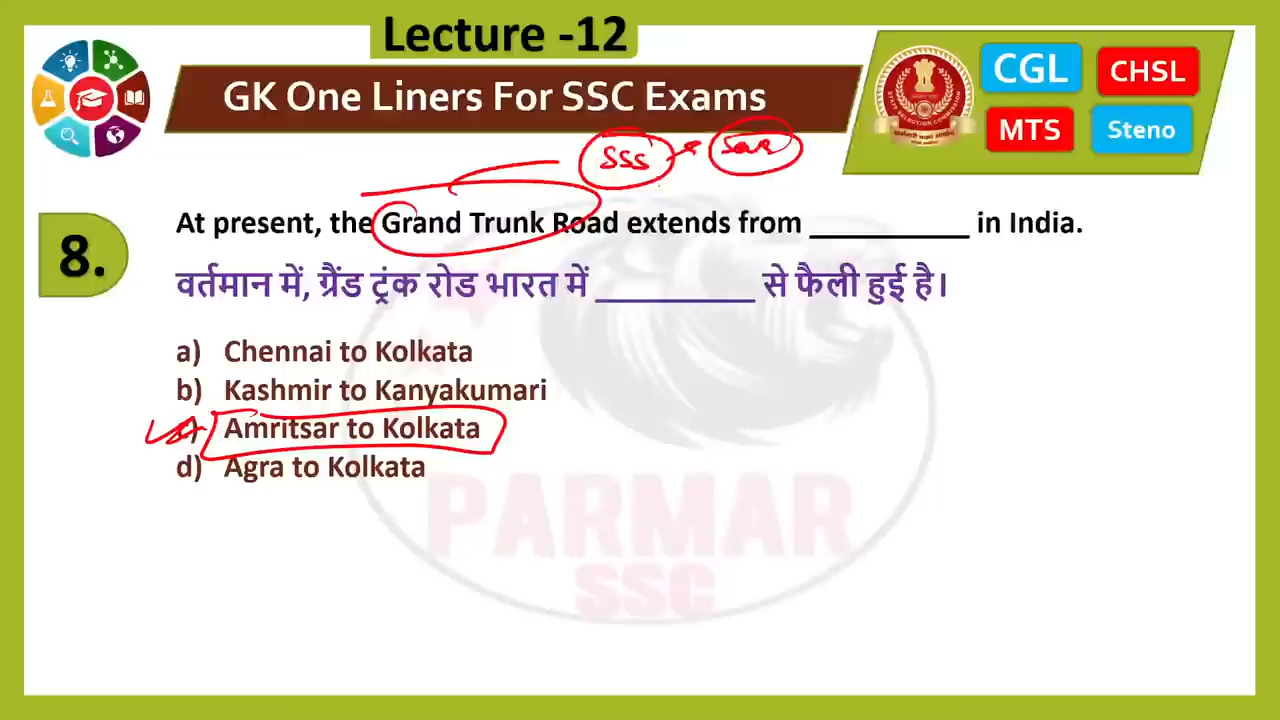 Lecture -12
GK One Liners For SSC Exams
CGL
CHSL
MTS
Steno
SSS
8.
At present, the Grand Trunk Road extends from __________ in India.
वर्तमान में, ग्रैंड ट्रंक रोड भारत में __________ से फैली हुई है।
a) Chennai to Kolkata
b) Kashmir to Kanyakumari
c) Amritsar to Kolkata
d) Agra to Kolkata
PARMAR
SSC